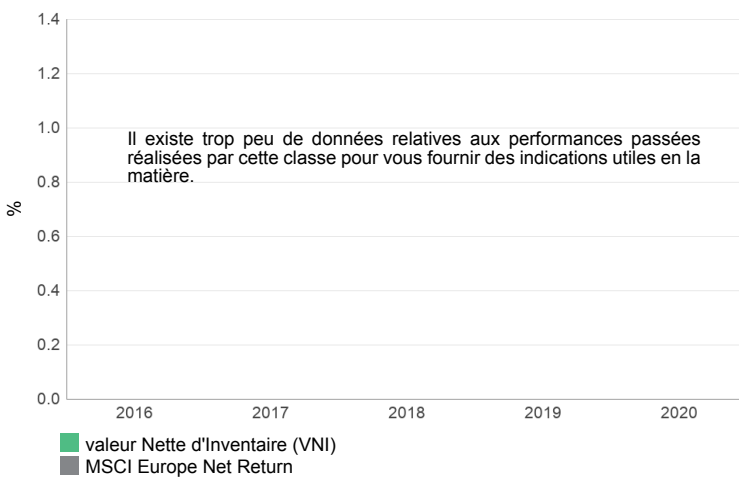 1.4
1.2
1.0
Il existe trop peu de données relatives aux performances passées
réalisées par cette classe pour vous fournir des indications utiles en la
matière.
0.8
%
0.6
0.4
0.2
0.0
2016 2017 2018 2019 2020
valeur Nette d'Inventaire (VNI)
MSCI Europe Net Return